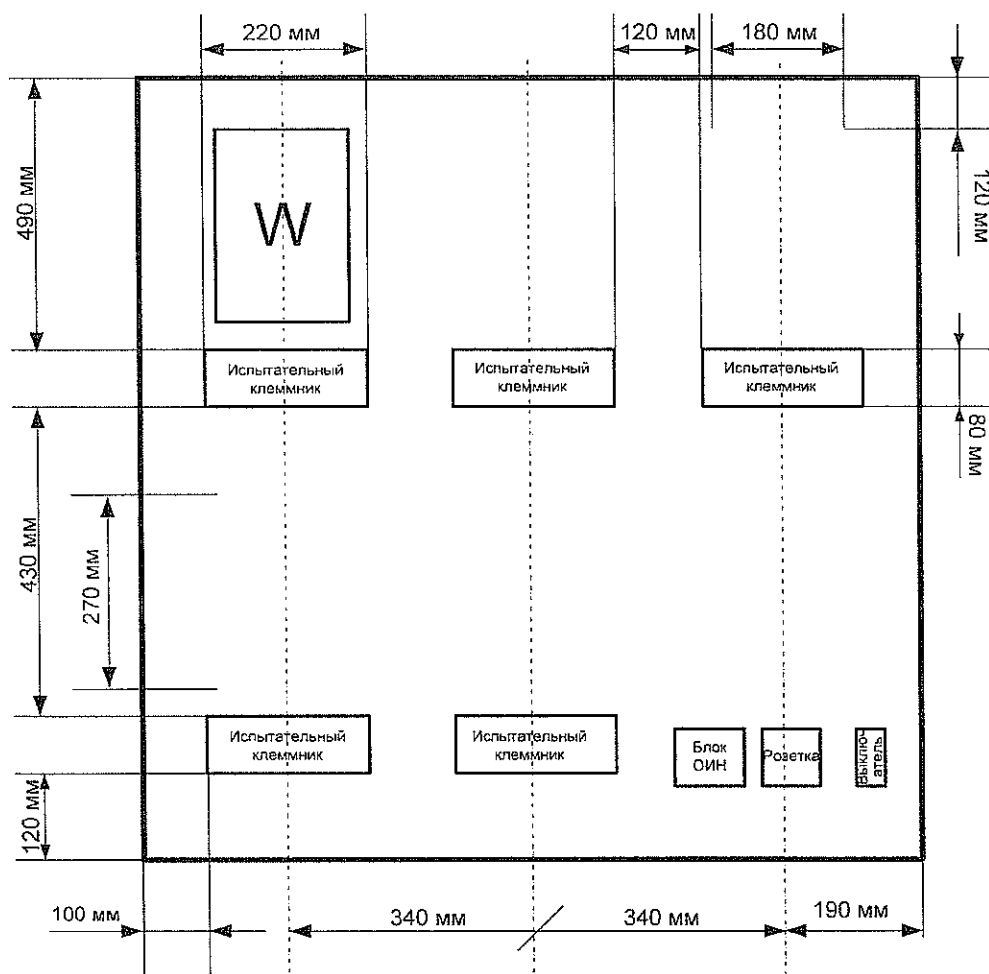 220 мм
120 мм
180 мм
490 мм
120 мм
W
Испытательный
клеммник
Испытательный
клеммник
Испытательный
клеммник
80 мм
430 мм
270 мм
Испытательный
клеммник
Испытательный
клеммник
Блок
ОИН
Розетка
Выключ
атель
120 мм
100 мм
340 мм
340 мм
190 мм